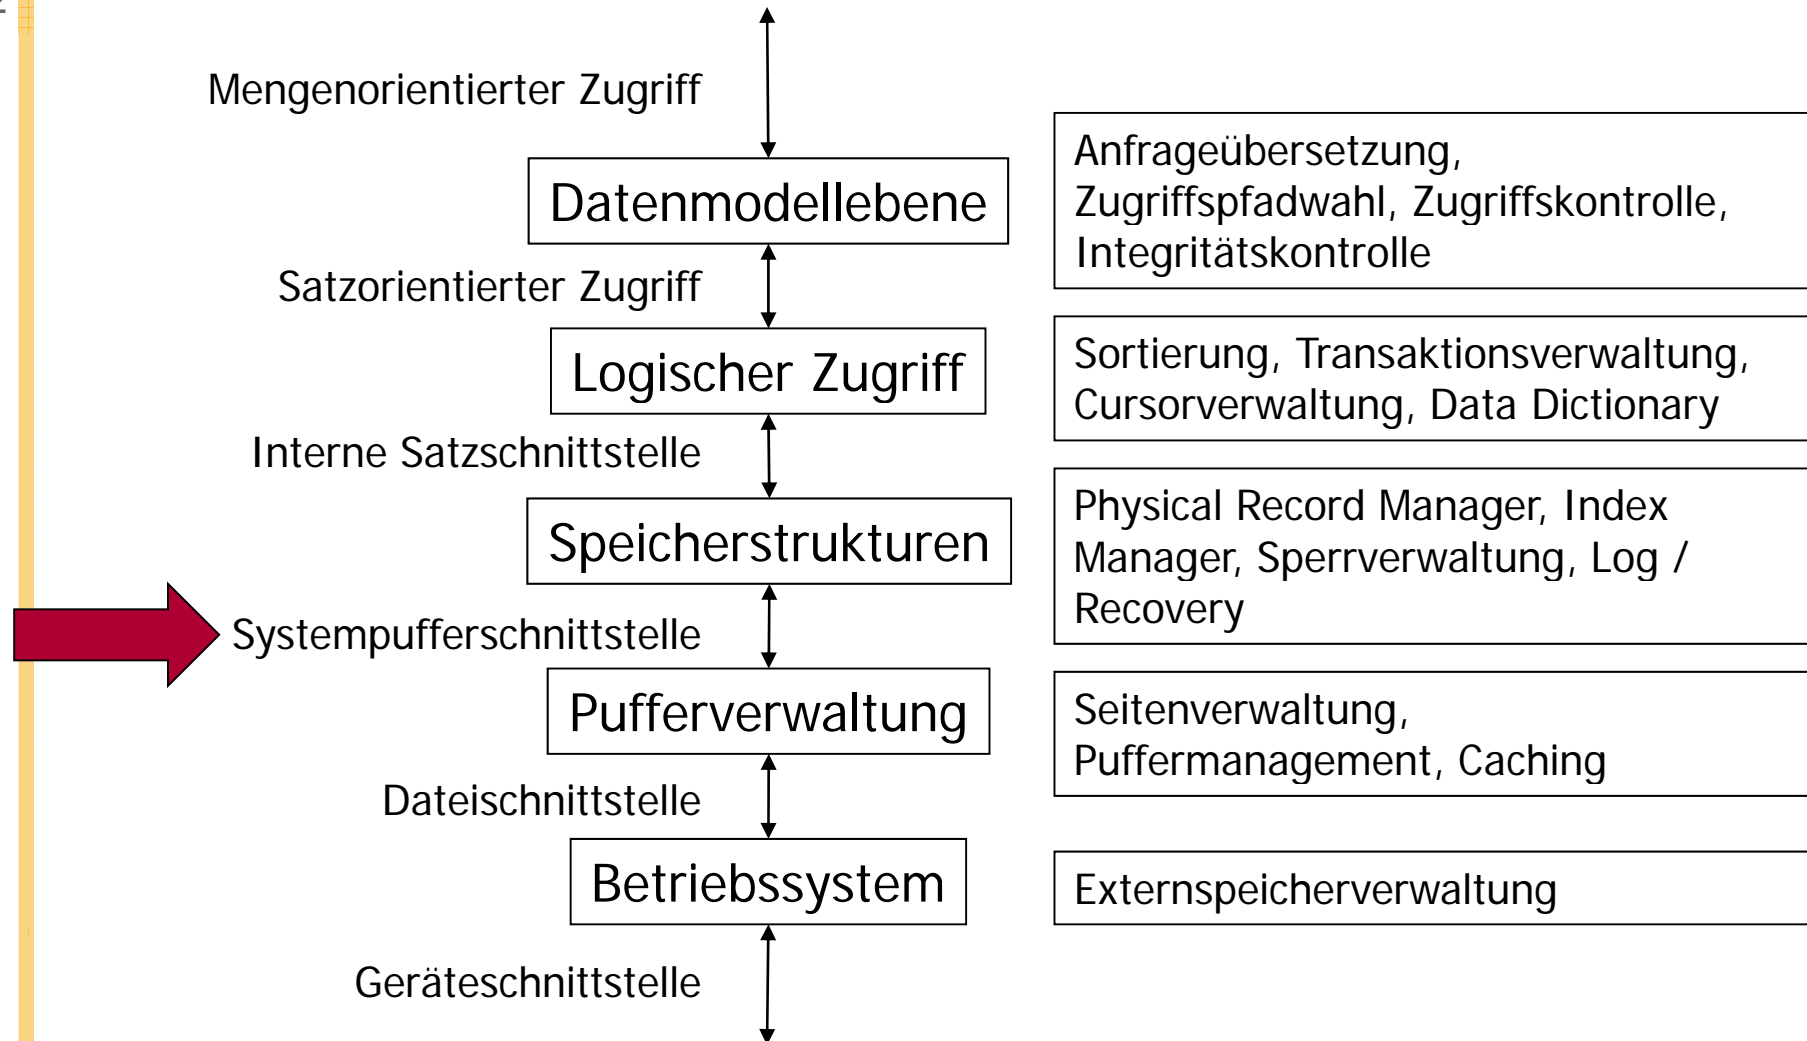 Mengenorientierter Zugriff
Datenmodellebene
Anfrageübersetzung,
Zugriffspfadwahl, Zugriffskontrolle,
Integritätskontrolle
Satzorientierter Zugriff
Logischer Zugriff
Sortierung, Transaktionsverwaltung,
Cursorverwaltung, Data Dictionary
Interne Satzschnittstelle
Speicherstrukturen
Physical Record Manager, Index
Manager, Sperrverwaltung, Log /
Recovery
Systempufferschnittstelle
Pufferverwaltung
Seitenverwaltung,
Puffermanagement, Caching
Dateischnittstelle
Betriebssystem
Externspeicherverwaltung
Geräteschnittstelle